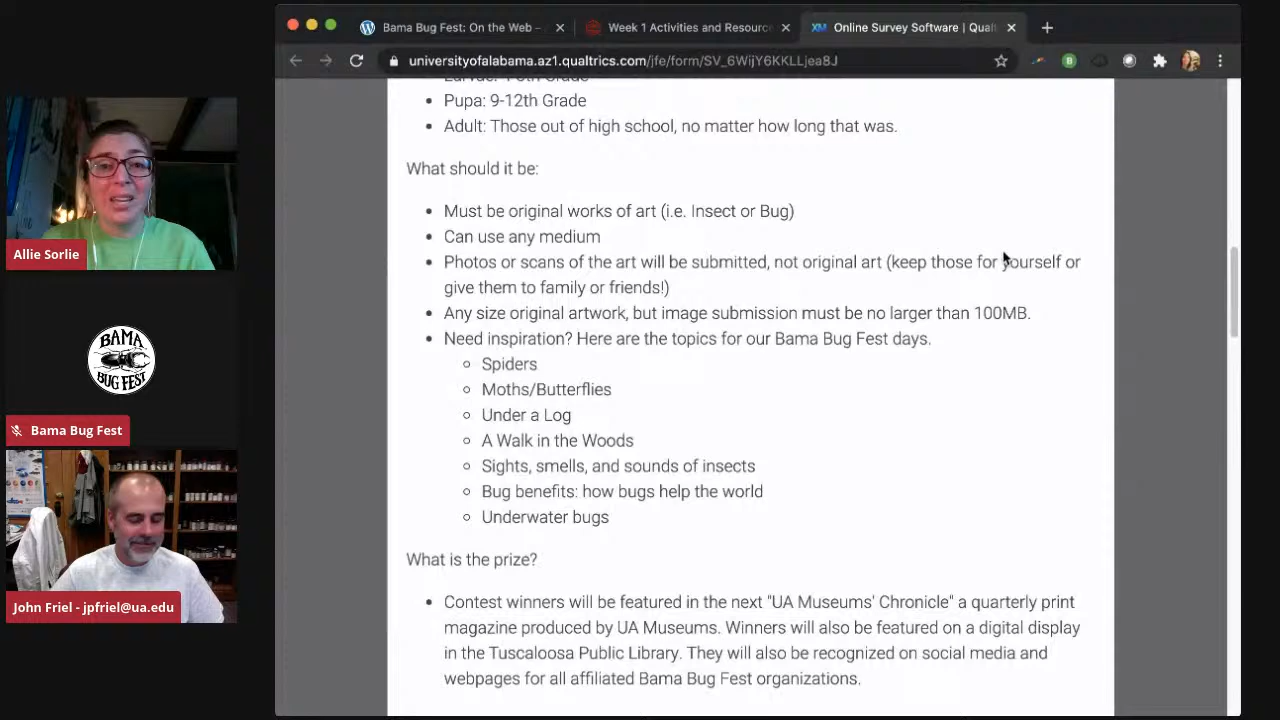 Bama Bug Fest: On the Web –
Week 1 Activities and Resourc
XM Online Survey Software | Qualt
universityofalabama.az1.qualtrics.com/jfe/form/SV_6WijY6KKLLjea8J
Pupa: 9-12th Grade
Adult: Those out of high school, no matter how long that was.
What should it be:
Must be original works of art (i.e. Insect or Bug)
Can use any medium
Photos or scans of the art will be submitted, not original art (keep those for yourself or
give them to family or friends!)
Any size original artwork, but image submission must be no larger than 100MB.
Need inspiration? Here are the topics for our Bama Bug Fest days.
Spiders
Moths/Butterflies
Under a Log
A Walk in the Woods
Sights, smells, and sounds of insects
Bug benefits: how bugs help the world
Underwater bugs
What is the prize?
Contest winners will be featured in the next "UA Museums' Chronicle" a quarterly print
magazine produced by UA Museums. Winners will also be featured on a digital display
in the Tuscaloosa Public Library. They will also be recognized on social media and
webpages for all affiliated Bama Bug Fest organizations.
Allie Sorlie
BAMA
BUG FEST
Bama Bug Fest
John Friel - jpfriel@ua.edu